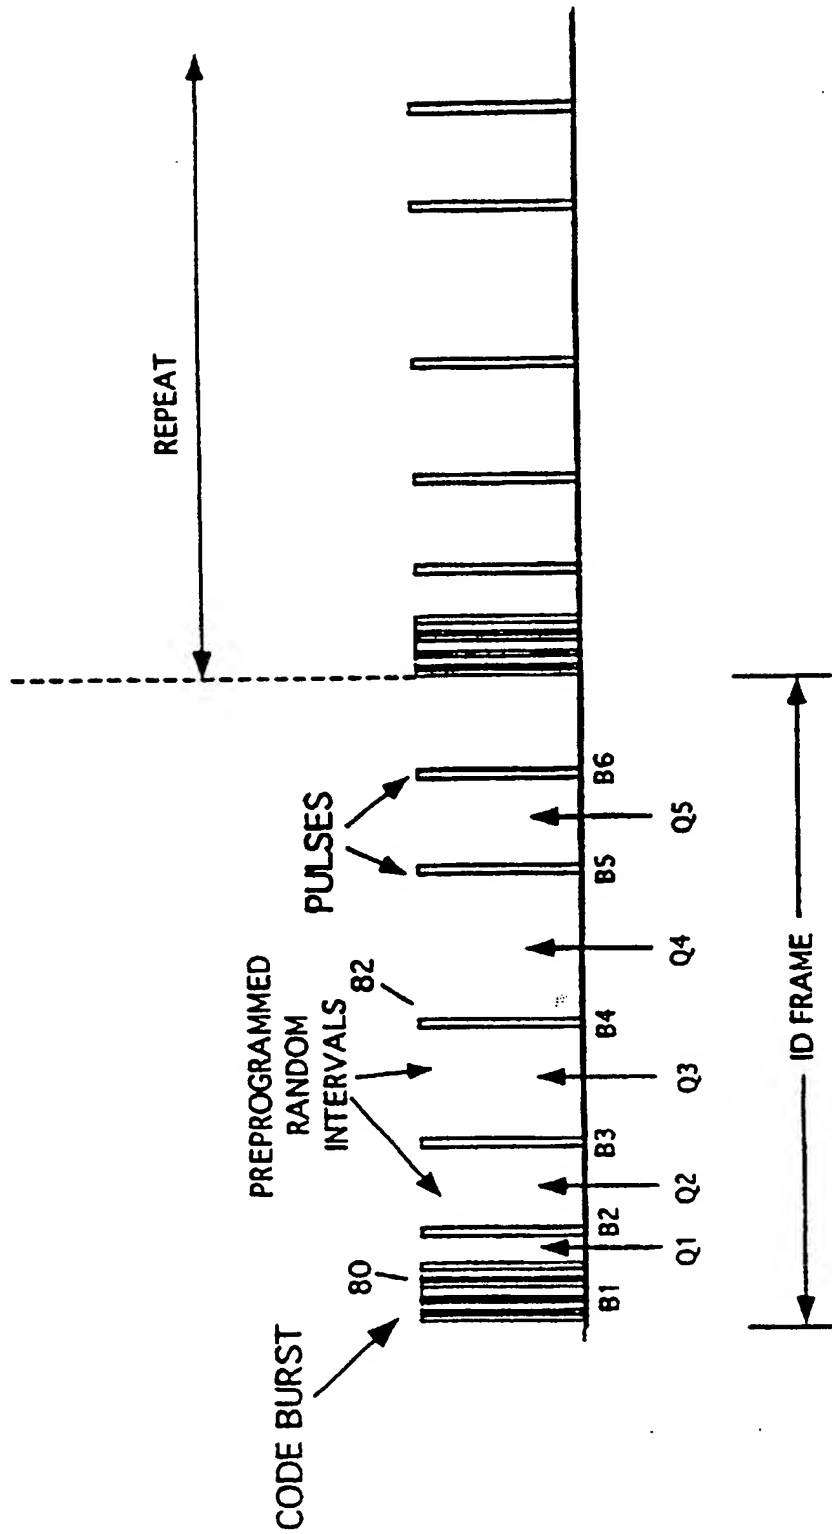 REPEAT
CODE BURST
80
PREPROGRAMMED
RANDOM
INTERVALS
82
PULSES
B1
B2
B3
B4
B5
B6
Q1
Q2
Q3
Q4
Q5
ID FRAME